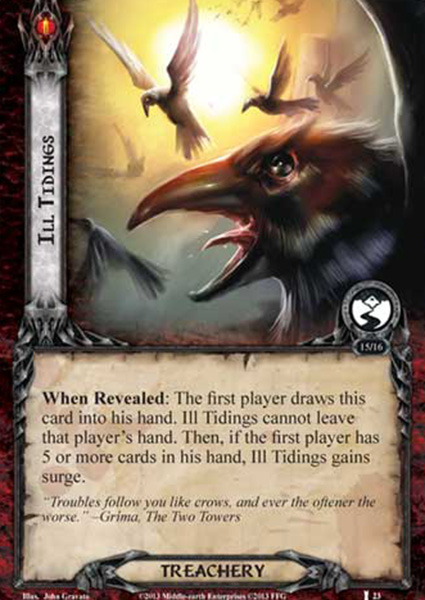 ILL TIDINGS
15/16
When Revealed: The first player draws this
card into his hand. Ill Tidings cannot leave
that player's hand. Then, if the first player has
5 or more cards in his hand, Ill Tidings gains
surge.
"Troubles follow you like crows, and ever the oftener the
worse." –Gríma, The Two Towers
TREACHERY
Illus. John Gravato ©2013 Middle-earth Enterprises ©2013 FFG 23